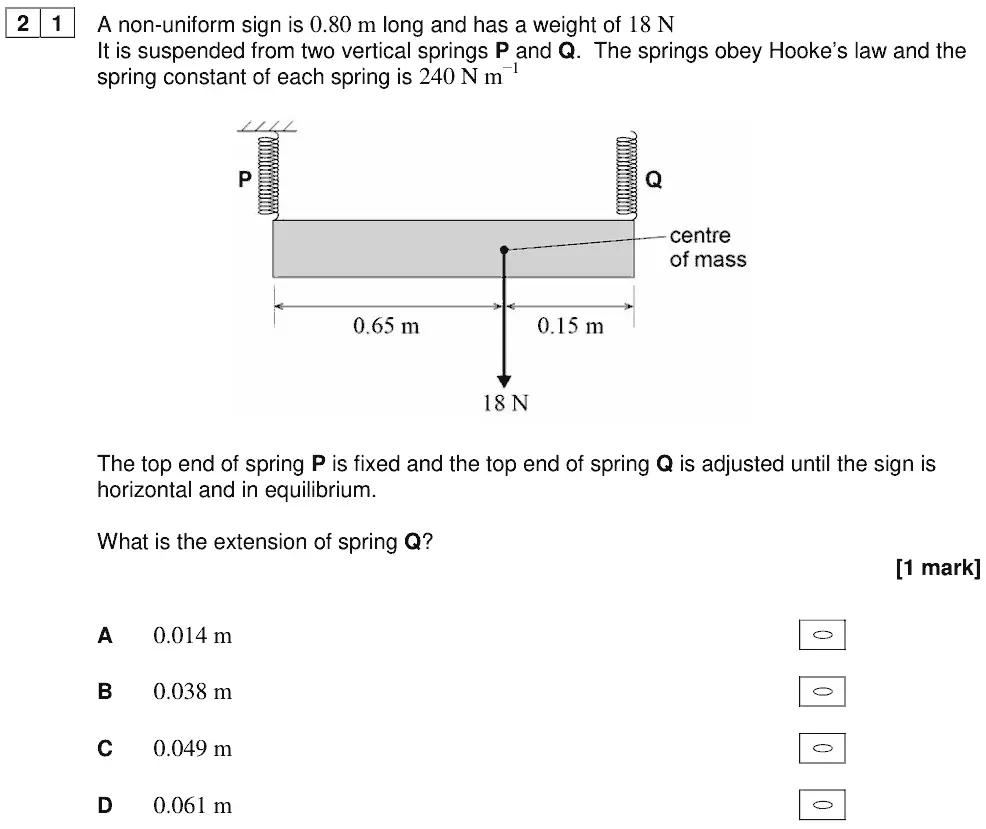 2 1 A non-uniform sign is 0.80 m long and has a weight of 18 N
It is suspended from two vertical springs P and Q. The springs obey Hooke's law and the
spring constant of each spring is 240 N m⁻¹
P
Q
centre
of mass
0.65 m 0.15 m
18 N
The top end of spring P is fixed and the top end of spring Q is adjusted until the sign is
horizontal and in equilibrium.
What is the extension of spring Q?
[1 mark]
A 0.014 m
B 0.038 m
C 0.049 m
D 0.061 m